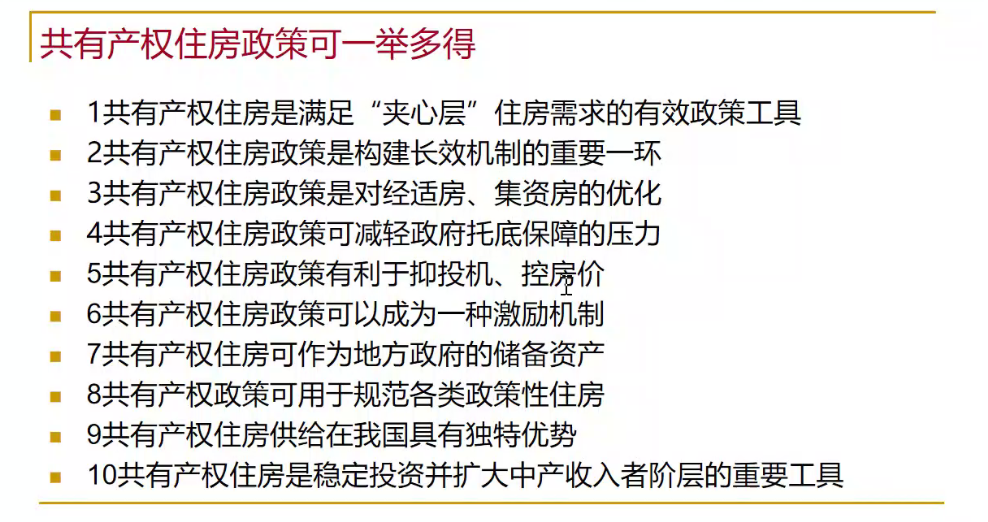 共有产权住房政策可一举多得
1共有产权住房是满足“夹心层”住房需求的有效政策工具
2共有产权住房政策是构建长效机制的重要一环
3共有产权住房政策是对经适房、集资房的优化
4共有产权住房政策可减轻政府托底保障的压力
5共有产权住房政策有利于抑投机、控房价
6共有产权住房政策可以成为一种激励机制
7共有产权住房可作为地方政府的储备资产
8共有产权政策可用于规范各类政策性住房
9共有产权住房供给在我国具有独特优势
10共有产权住房是稳定投资并扩大中产收入者阶层的重要工具